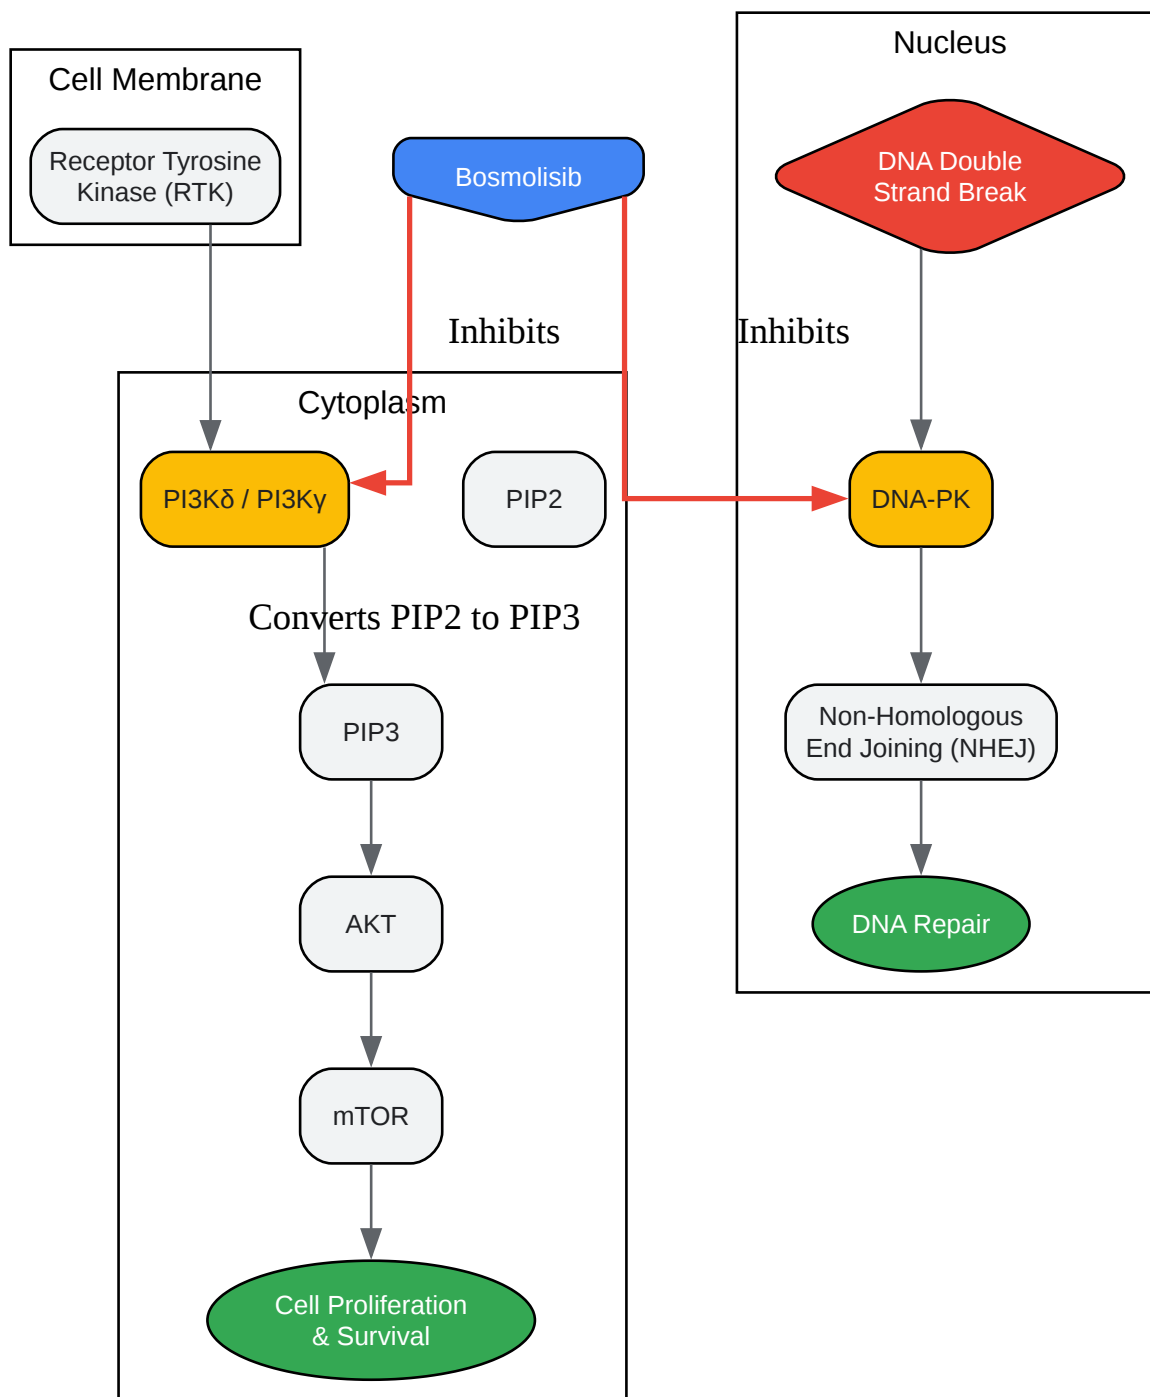 Cell Membrane
Receptor Tyrosine
Kinase (RTK)
Bosmolisib
Nucleus
DNA Double
Strand Break
Inhibits
Inhibits
Cytoplasm
PI3Kδ / PI3Kγ
PIP2
DNA-PK
Converts PIP2 to PIP3
PIP3
Non-Homologous
End Joining (NHEJ)
AKT
DNA Repair
mTOR
Cell Proliferation
& Survival